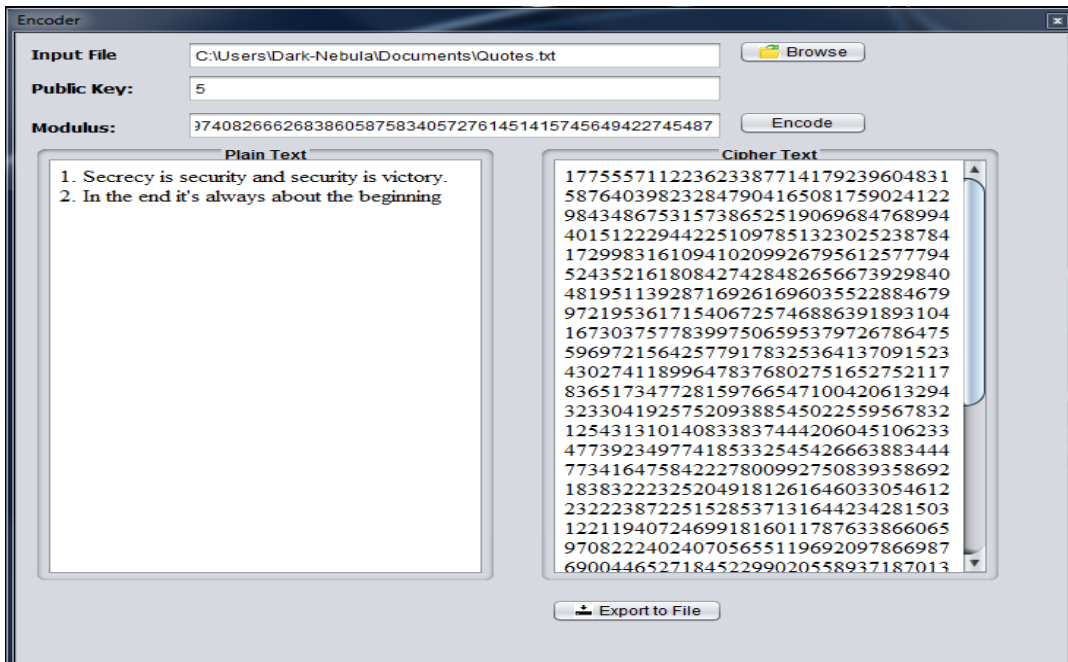 Encoder
Input File
C:\Users\Dark-Nebula\Documents\Quotes.txt
Browse
Public Key:
5
Modulus:
974082666268386058758340572761451415745649422745487
Encode
Plain Text
1. Secrecy is security and security is victory.
2. In the end it's always about the beginning
Cipher Text
177555711223623387714179239604831
587640398232847904165081759024122
984348675315738652519069684768994
401512229442251097851323025238784
172998316109410209926795612577794
524352161808427428482656673929840
481951139287169261696035522884679
972195361715406725746886391893104
167303757783997506595379726786475
596972156425779178325364137091523
430274118996478376802751652752117
836517347728159766547100420613294
323304192575209388545022559567832
125431310140833837444206045106233
477392349774185332545426663883444
773416475842227800992750839358692
183832223252049181261646033054612
232223872251528537131644234281503
122119407246991816011787633866065
970822240240705655119692097866987
690044652718452299020558937187013
Export to File